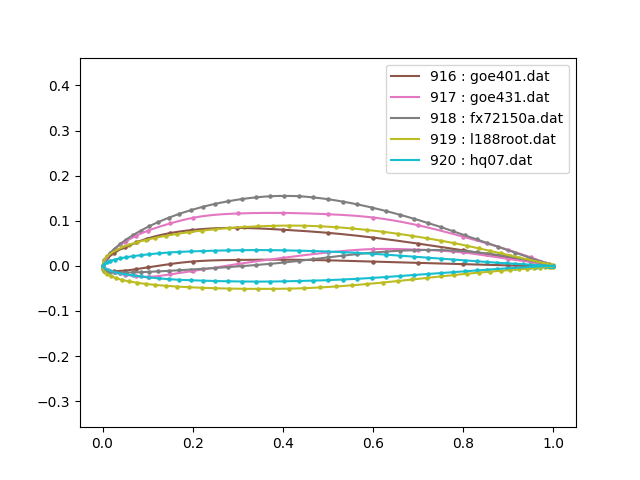 916 : goe401.dat
917 : goe431.dat
918 : fx72150a.dat
919 : l188root.dat
920 : hq07.dat
0.4
0.3
0.2
0.1
0.0
−0.1
−0.2
−0.3
0.0 0.2 0.4 0.6 0.8 1.0